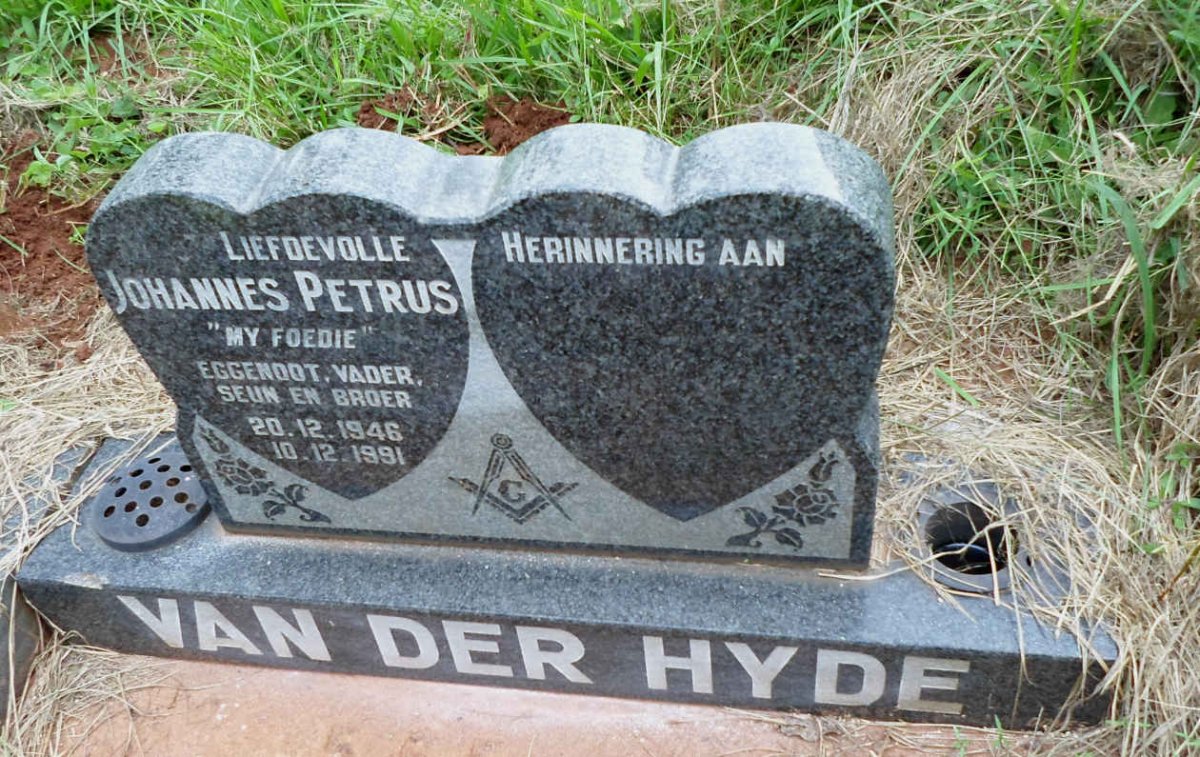 LIEFDEVOLLE HERINNERING AAN
JOHANNES PETRUS
"MY FOEDIE"
EGGENOOT, VADER,
SEUN EN BROER
20.12.1946
10.12.1991
G
VAN DER HYDE